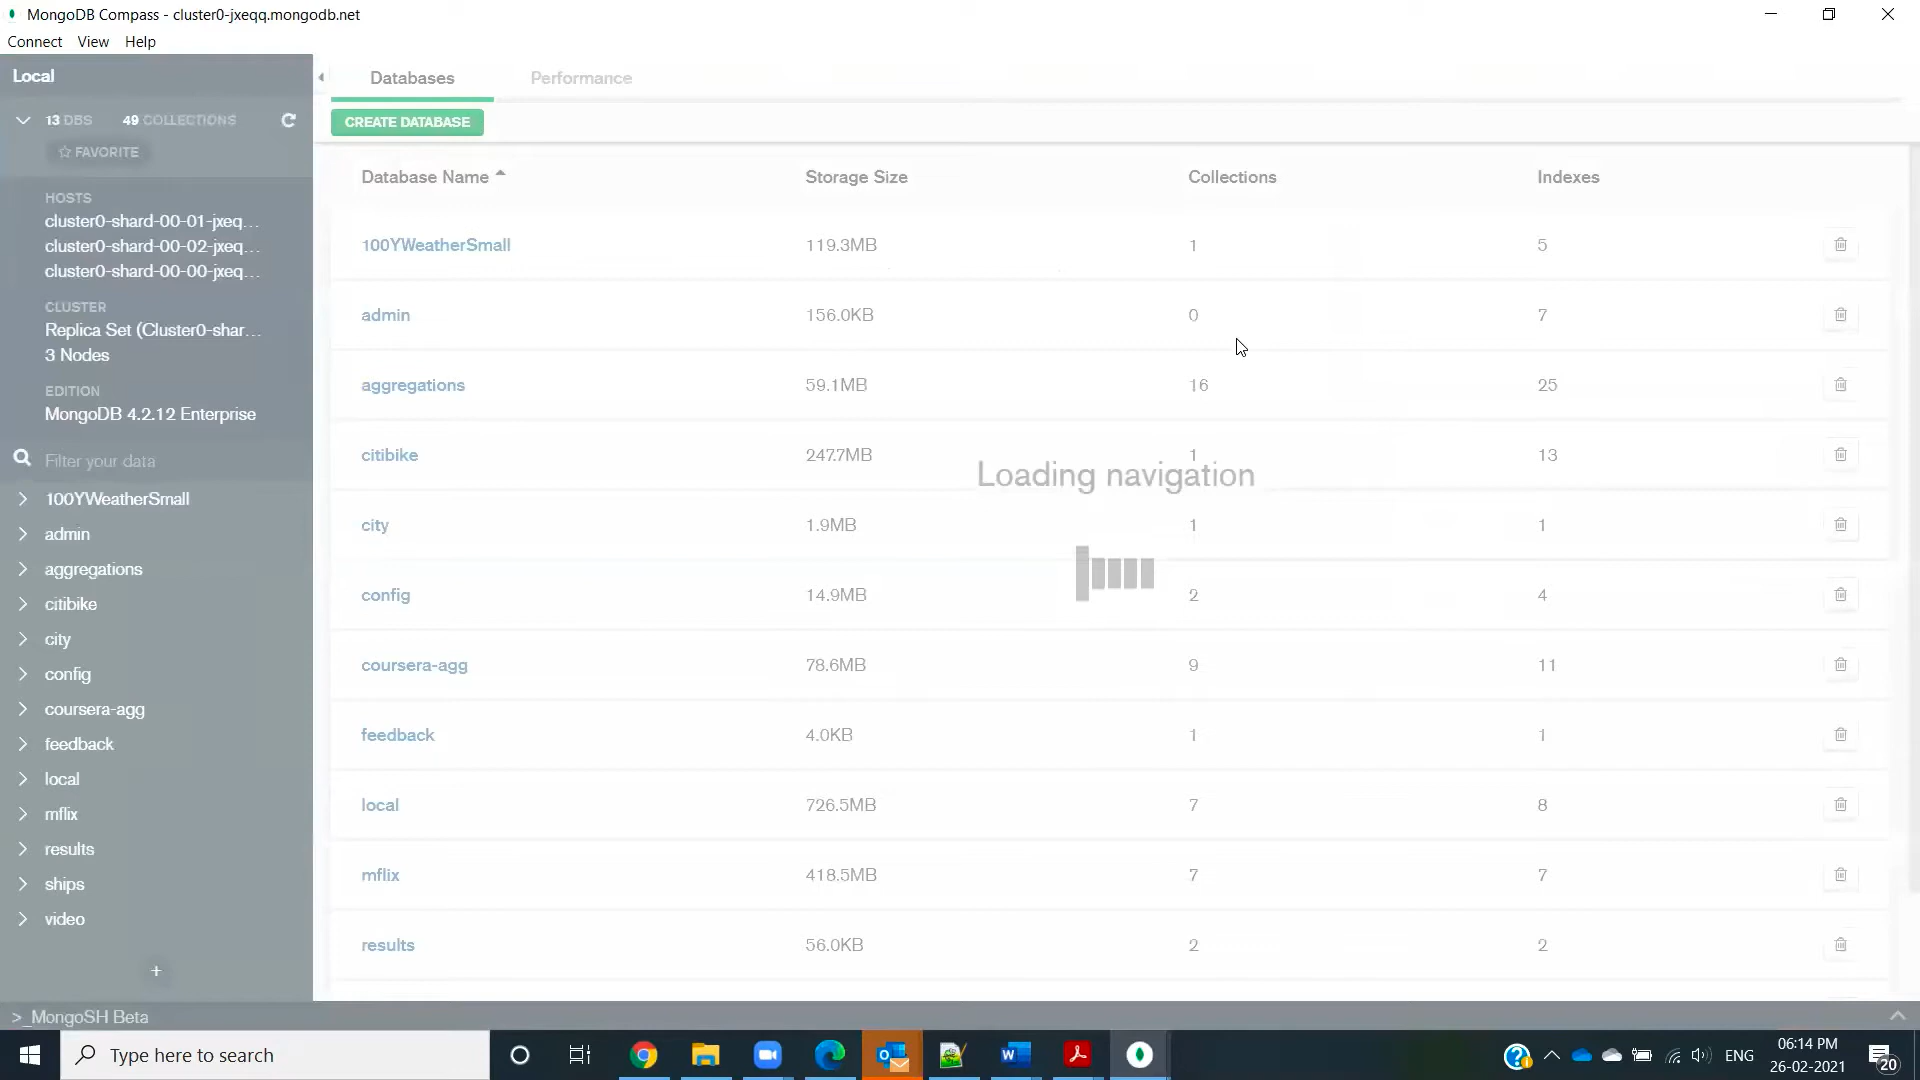 MongoDB Compass - cluster0-jxeqq.mongodb.net
Connect View Help
Local
13 DBS 49 COLLECTIONS
FAVORITE
HOSTS
cluster0-shard-00-01-jxeq...
cluster0-shard-00-02-jxeq...
cluster0-shard-00-00-jxeq...
CLUSTER
Replica Set (Cluster0-shar...
3 Nodes
EDITION
MongoDB 4.2.12 Enterprise
Filter your data
100YWeatherSmall
admin
aggregations
citibike
city
config
coursera-agg
feedback
local
mflix
results
ships
video
+
Databases Performance
CREATE DATABASE
Database Name Storage Size Collections Indexes
100YWeatherSmall 119.3MB 1 5
admin 156.0KB 0 7
aggregations 59.1MB 16 25
citibike 247.7MB 1 13
Loading navigation
city 1.9MB 1 1
config 14.9MB 2 4
coursera-agg 78.6MB 9 11
feedback 4.0KB 1 1
local 726.5MB 7 8
mflix 418.5MB 7 7
results 56.0KB 2 2
>_MongoSH Beta
Type here to search
ENG
06:14 PM
26-02-2021
20